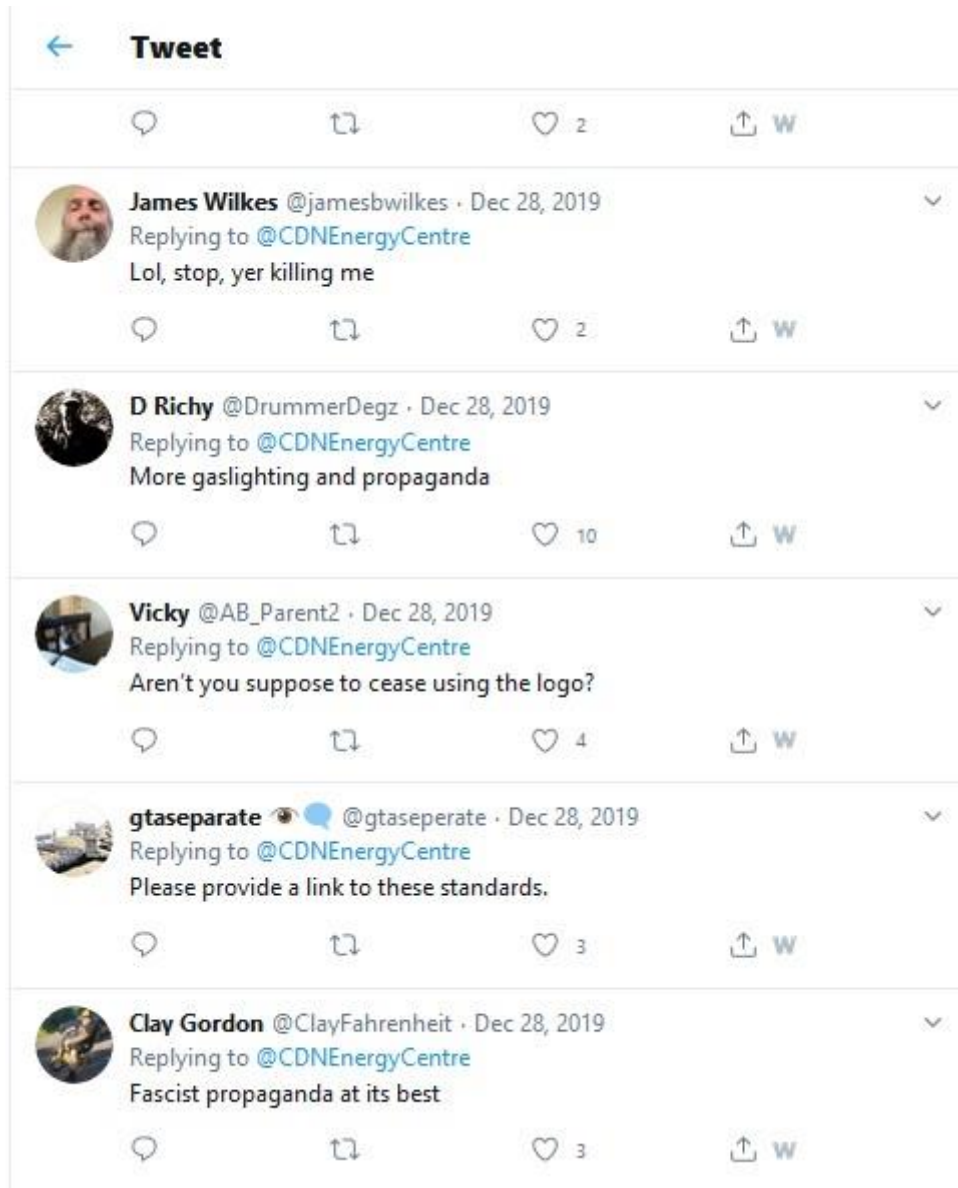 Tweet
2
James Wilkes @jamesbwilkes · Dec 28, 2019
Replying to @CDNEnergyCentre
Lol, stop, yer killing me
2
D Richy @DrummerDegz · Dec 28, 2019
Replying to @CDNEnergyCentre
More gaslighting and propaganda
10
Vicky @AB_Parent2 · Dec 28, 2019
Replying to @CDNEnergyCentre
Aren't you suppose to cease using the logo?
4
gtaseparate 👁️🗨️ @gtaseperate · Dec 28, 2019
Replying to @CDNEnergyCentre
Please provide a link to these standards.
3
Clay Gordon @ClayFahrenheit · Dec 28, 2019
Replying to @CDNEnergyCentre
Fascist propaganda at its best
3